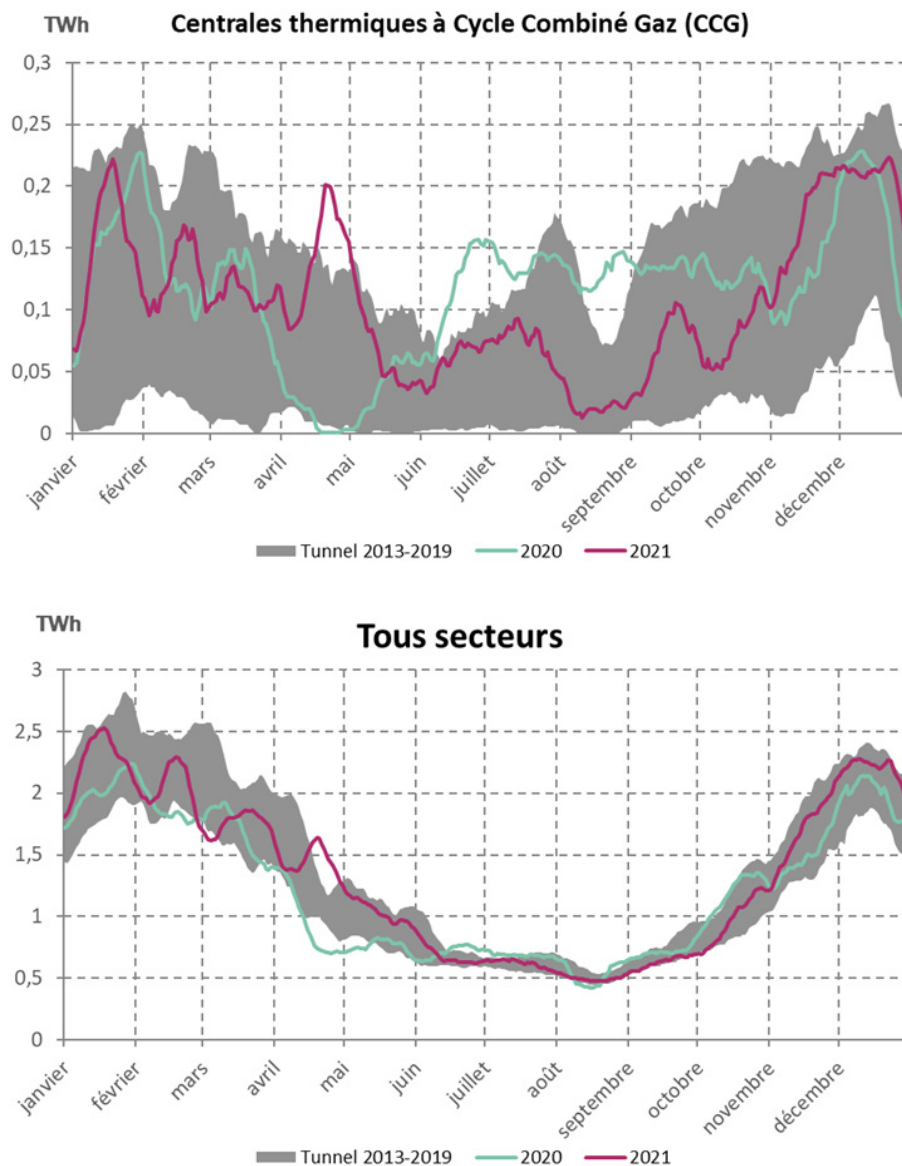 TWh
Centrales thermiques à Cycle Combiné Gaz (CCG)
0,3
0,25
0,2
0,15
0,1
0,05
0
janvier
février
mars
avril
mai
juin
juillet
août
septembre
octobre
novembre
décembre
Tunnel 2013-2019
2020
2021
TWh
Tous secteurs
3
2,5
2
1,5
1
0,5
0
janvier
février
mars
avril
mai
juin
juillet
août
septembre
octobre
novembre
décembre
Tunnel 2013-2019
2020
2021